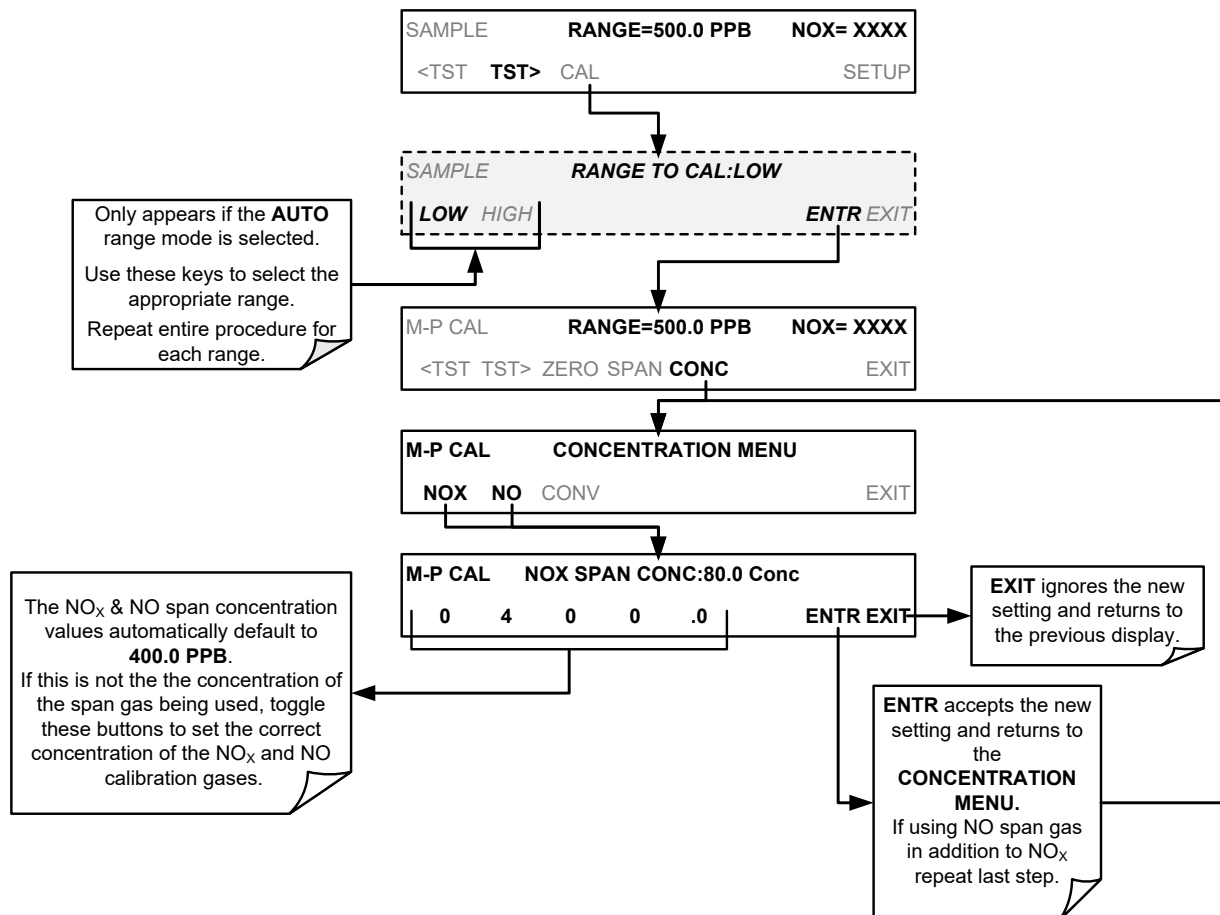 SAMPLE RANGE=500.0 PPB NOX= XXXX
<TST TST> CAL SETUP
SAMPLE RANGE TO CAL:LOW
LOW HIGH ENTR EXIT
Only appears if the AUTO
range mode is selected.
Use these keys to select the
appropriate range.
Repeat entire procedure for
each range.
M-P CAL RANGE=500.0 PPB NOX= XXXX
<TST TST> ZERO SPAN CONC EXIT
M-P CAL CONCENTRATION MENU
NOX NO CONV EXIT
M-P CAL NOX SPAN CONC:80.0 Conc
0 4 0 0 .0 ENTR EXIT
The NOX & NO span concentration
values automatically default to
400.0 PPB.
If this is not the the concentration of
the span gas being used, toggle
these buttons to set the correct
concentration of the NOX and NO
calibration gases.
EXIT ignores the new
setting and returns to
the previous display.
ENTR accepts the new
setting and returns to
the
CONCENTRATION
MENU.
If using NO span gas
in addition to NOX
repeat last step.